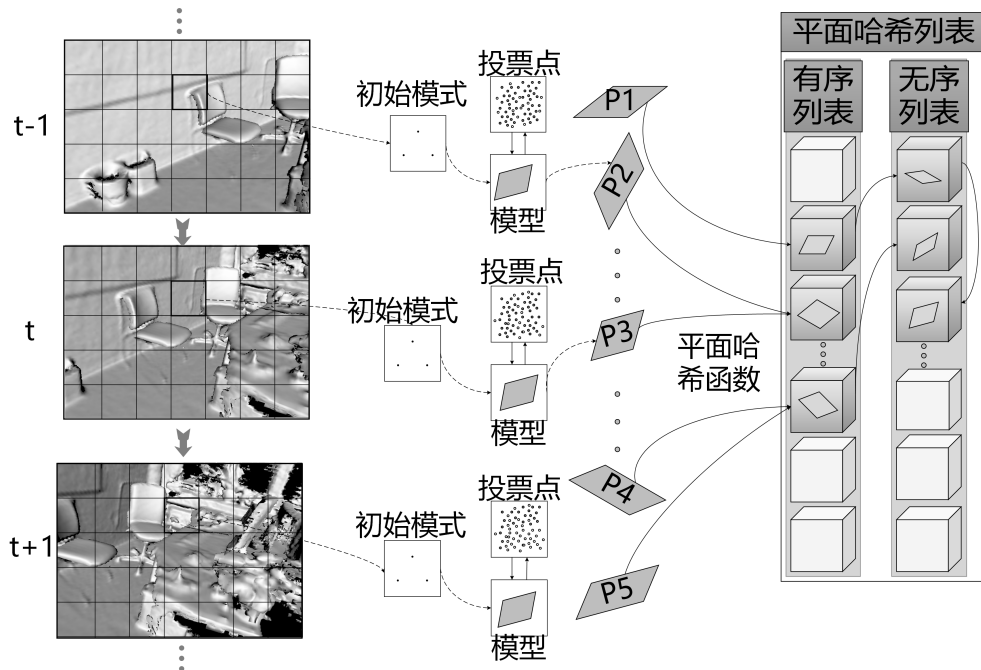 平面哈希列表
有序
列表
无序
列表
t-1
初始模式
投票点
模型
P1
P2
t
初始模式
投票点
模型
P3
平面哈
希函数
t+1
初始模式
投票点
模型
P4
P5